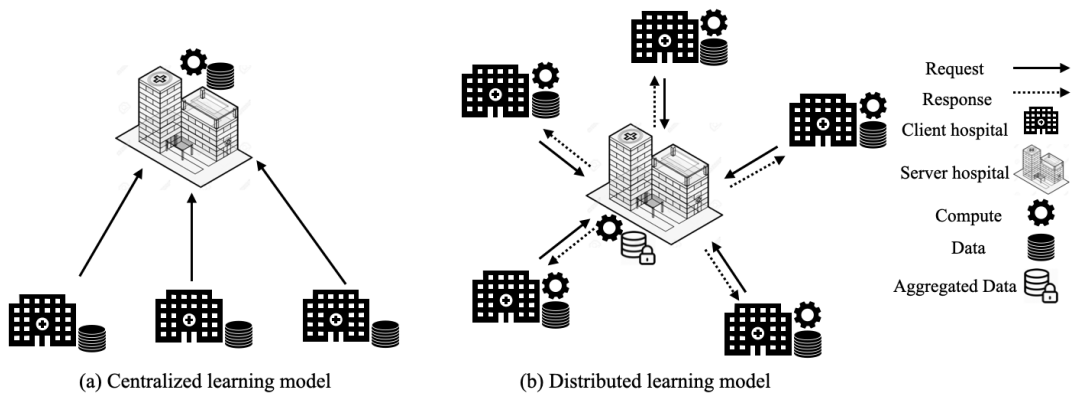 Request
Response
Client hospital
Server hospital
Compute
Data
Aggregated Data
(a) Centralized learning model
(b) Distributed learning model